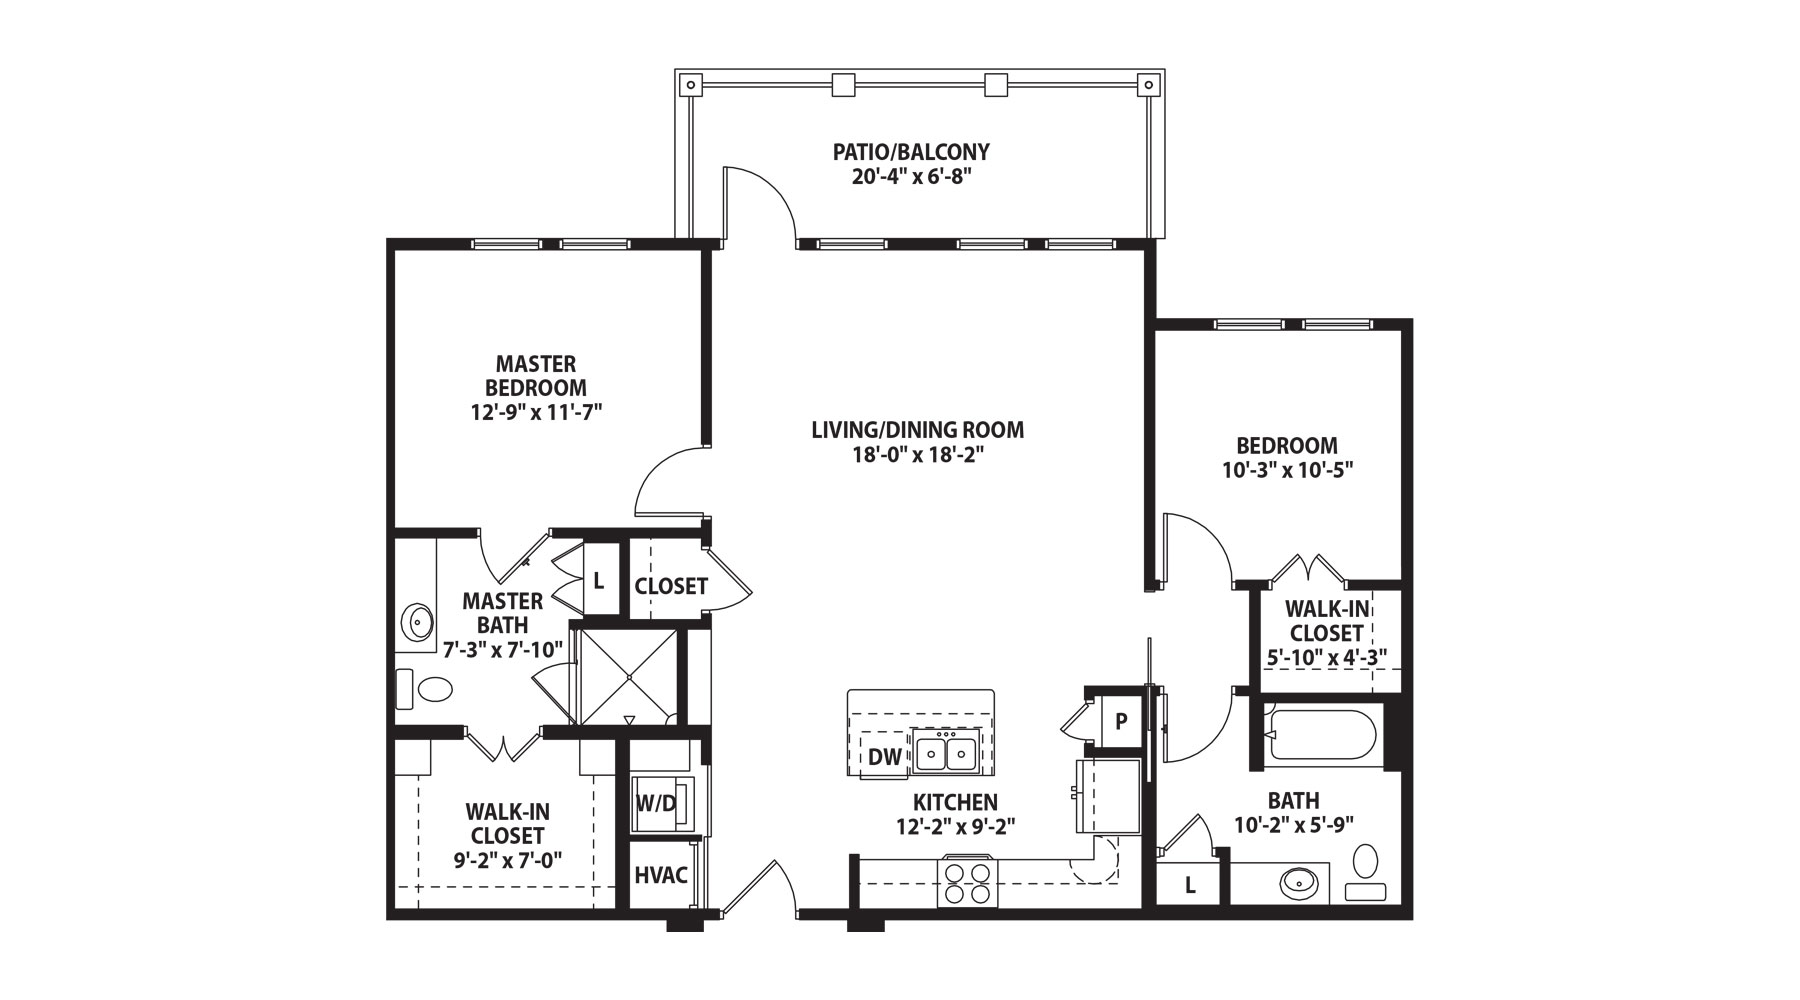 PATIO/BALCONY
20'-4" x 6'-8"
MASTER
BEDROOM
12'-9" x 11'-7"
LIVING/DINING ROOM
18'-0" x 18'-2"
BEDROOM
10'-3" x 10'-5"
L
CLOSET
MASTER
BATH
7'-3" x 7'-10"
WALK-IN
CLOSET
5'-10" x 4'-3"
P
DW
W/D
WALK-IN
CLOSET
9'-2" x 7'-0"
KITCHEN
12'-2" x 9'-2"
BATH
10'-2" x 5'-9"
HVAC
L